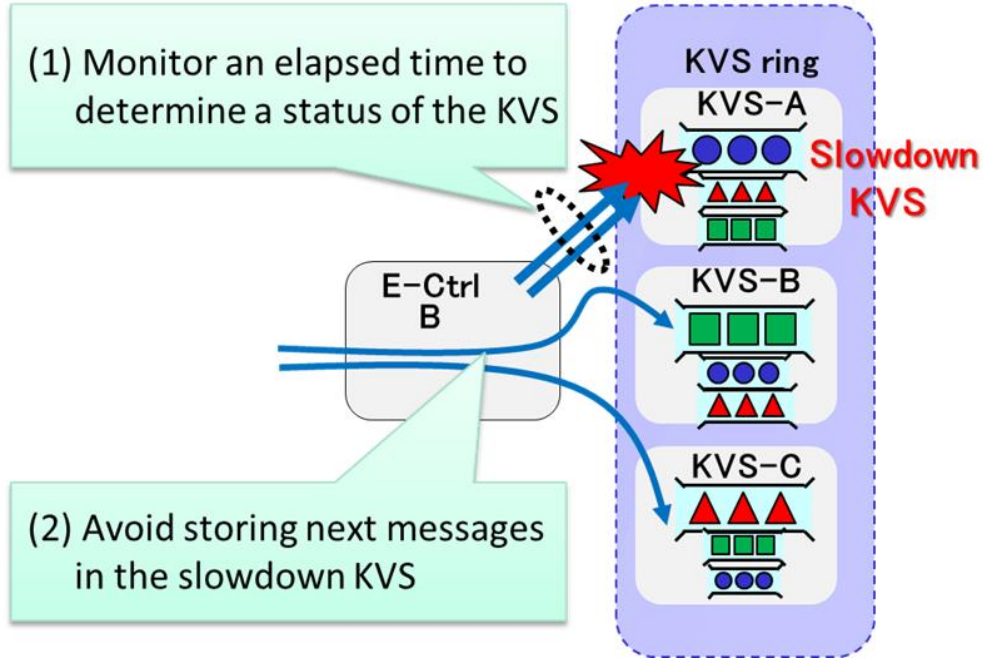 (1) Monitor an elapsed time to
determine a status of the KVS
KVS ring
KVS-A
Slowdown
KVS
E-Ctrl
B
KVS-B
KVS-C
(2) Avoid storing next messages
in the slowdown KVS